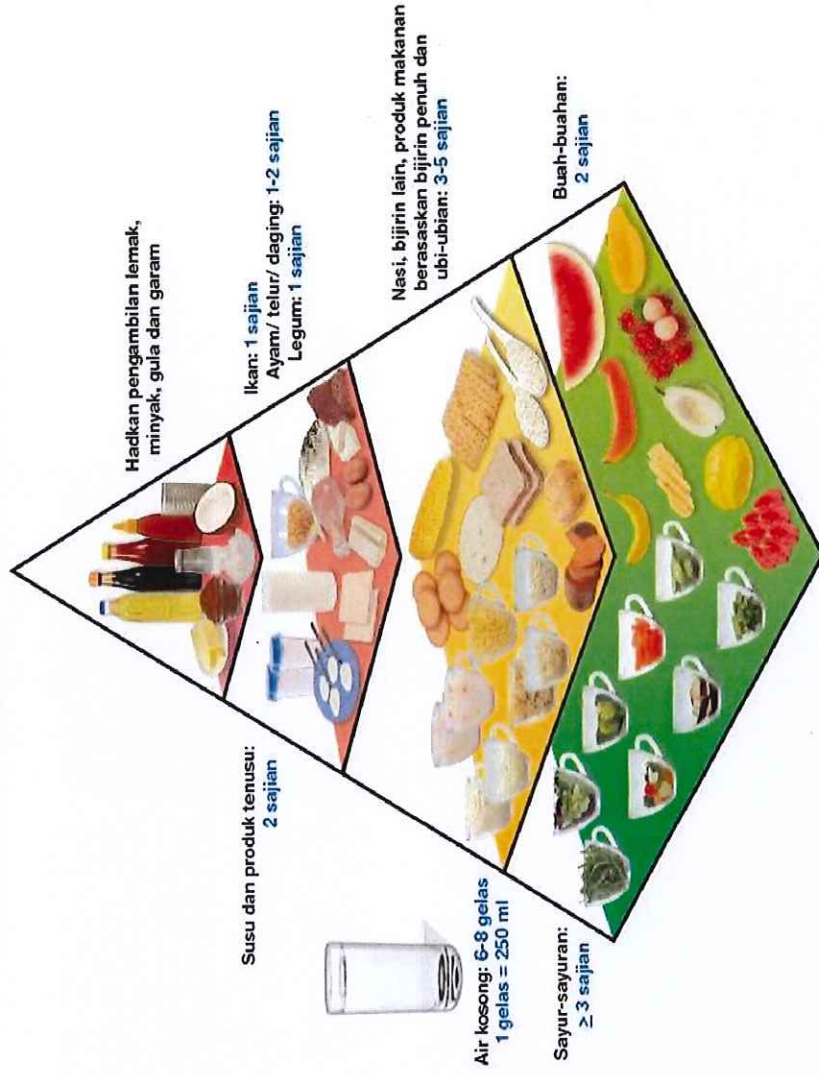 Hadkan pengambilan lemak,
minyak, gula dan garam
Susu dan produk tenusu:
2 sajian
Ikan: 1 sajian
Ayam/ telur/ daging: 1-2 sajian
Legum: 1 sajian
Nasi, bijirin lain, produk makanan
berasaskan bijirin penuh dan
ubi-ubian: 3-5 sajian
Air kosong: 6-8 gelas
1 gelas = 250 ml
Sayur-sayuran:
≥ 3 sajian
Buah-buahan:
2 sajian